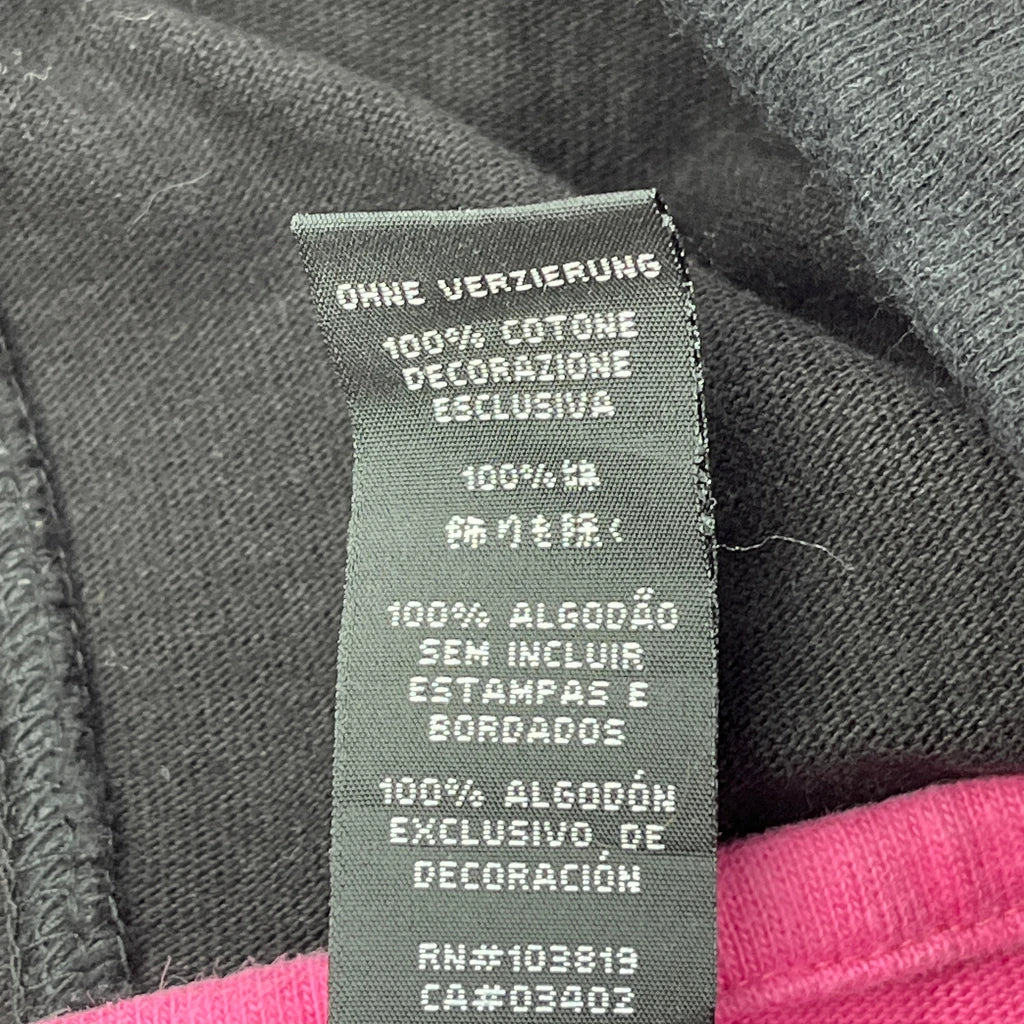 OHNE VERZIERUNG
100% COTONE
DECORAZIONE
ESCLUSIVA
100%綿
飾りを除く
100% ALGODÃO
SEM INCLUIR
ESTAMPAS E
BORDADOS
100% ALGODÓN
EXCLUSIVO DE
DECORACIÓN
RN#103819
CA#03402